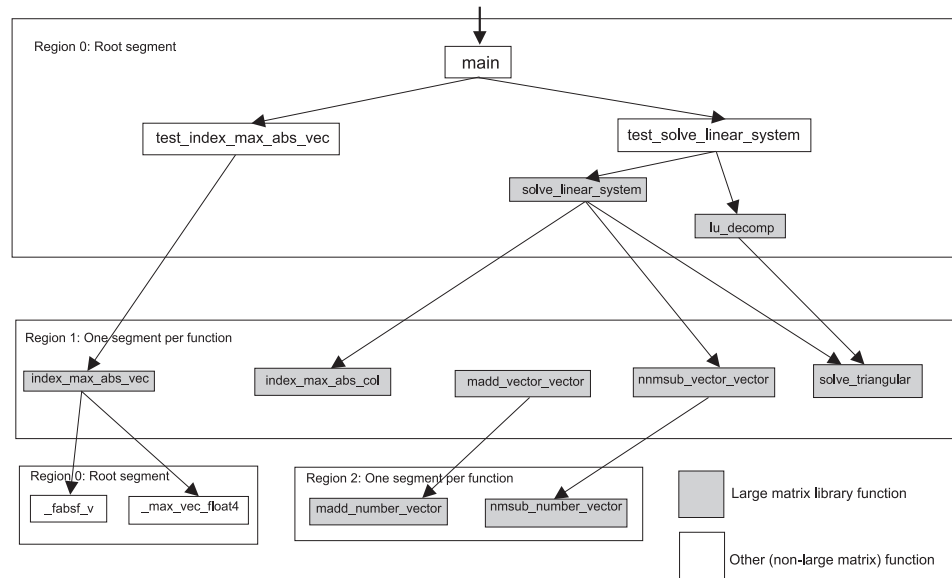 Region 0: Root segment
main
test_index_max_abs_vec
test_solve_linear_system
solve_linear_system
lu_decomp
Region 1: One segment per function
index_max_abs_vec
index_max_abs_col
madd_vector_vector
nnmsub_vector_vector
solve_triangular
Region 0: Root segment
_fabsf_v
_max_vec_float4
Region 2: One segment per function
madd_number_vector
nmsub_number_vector
Large matrix library function
Other (non-large matrix) function